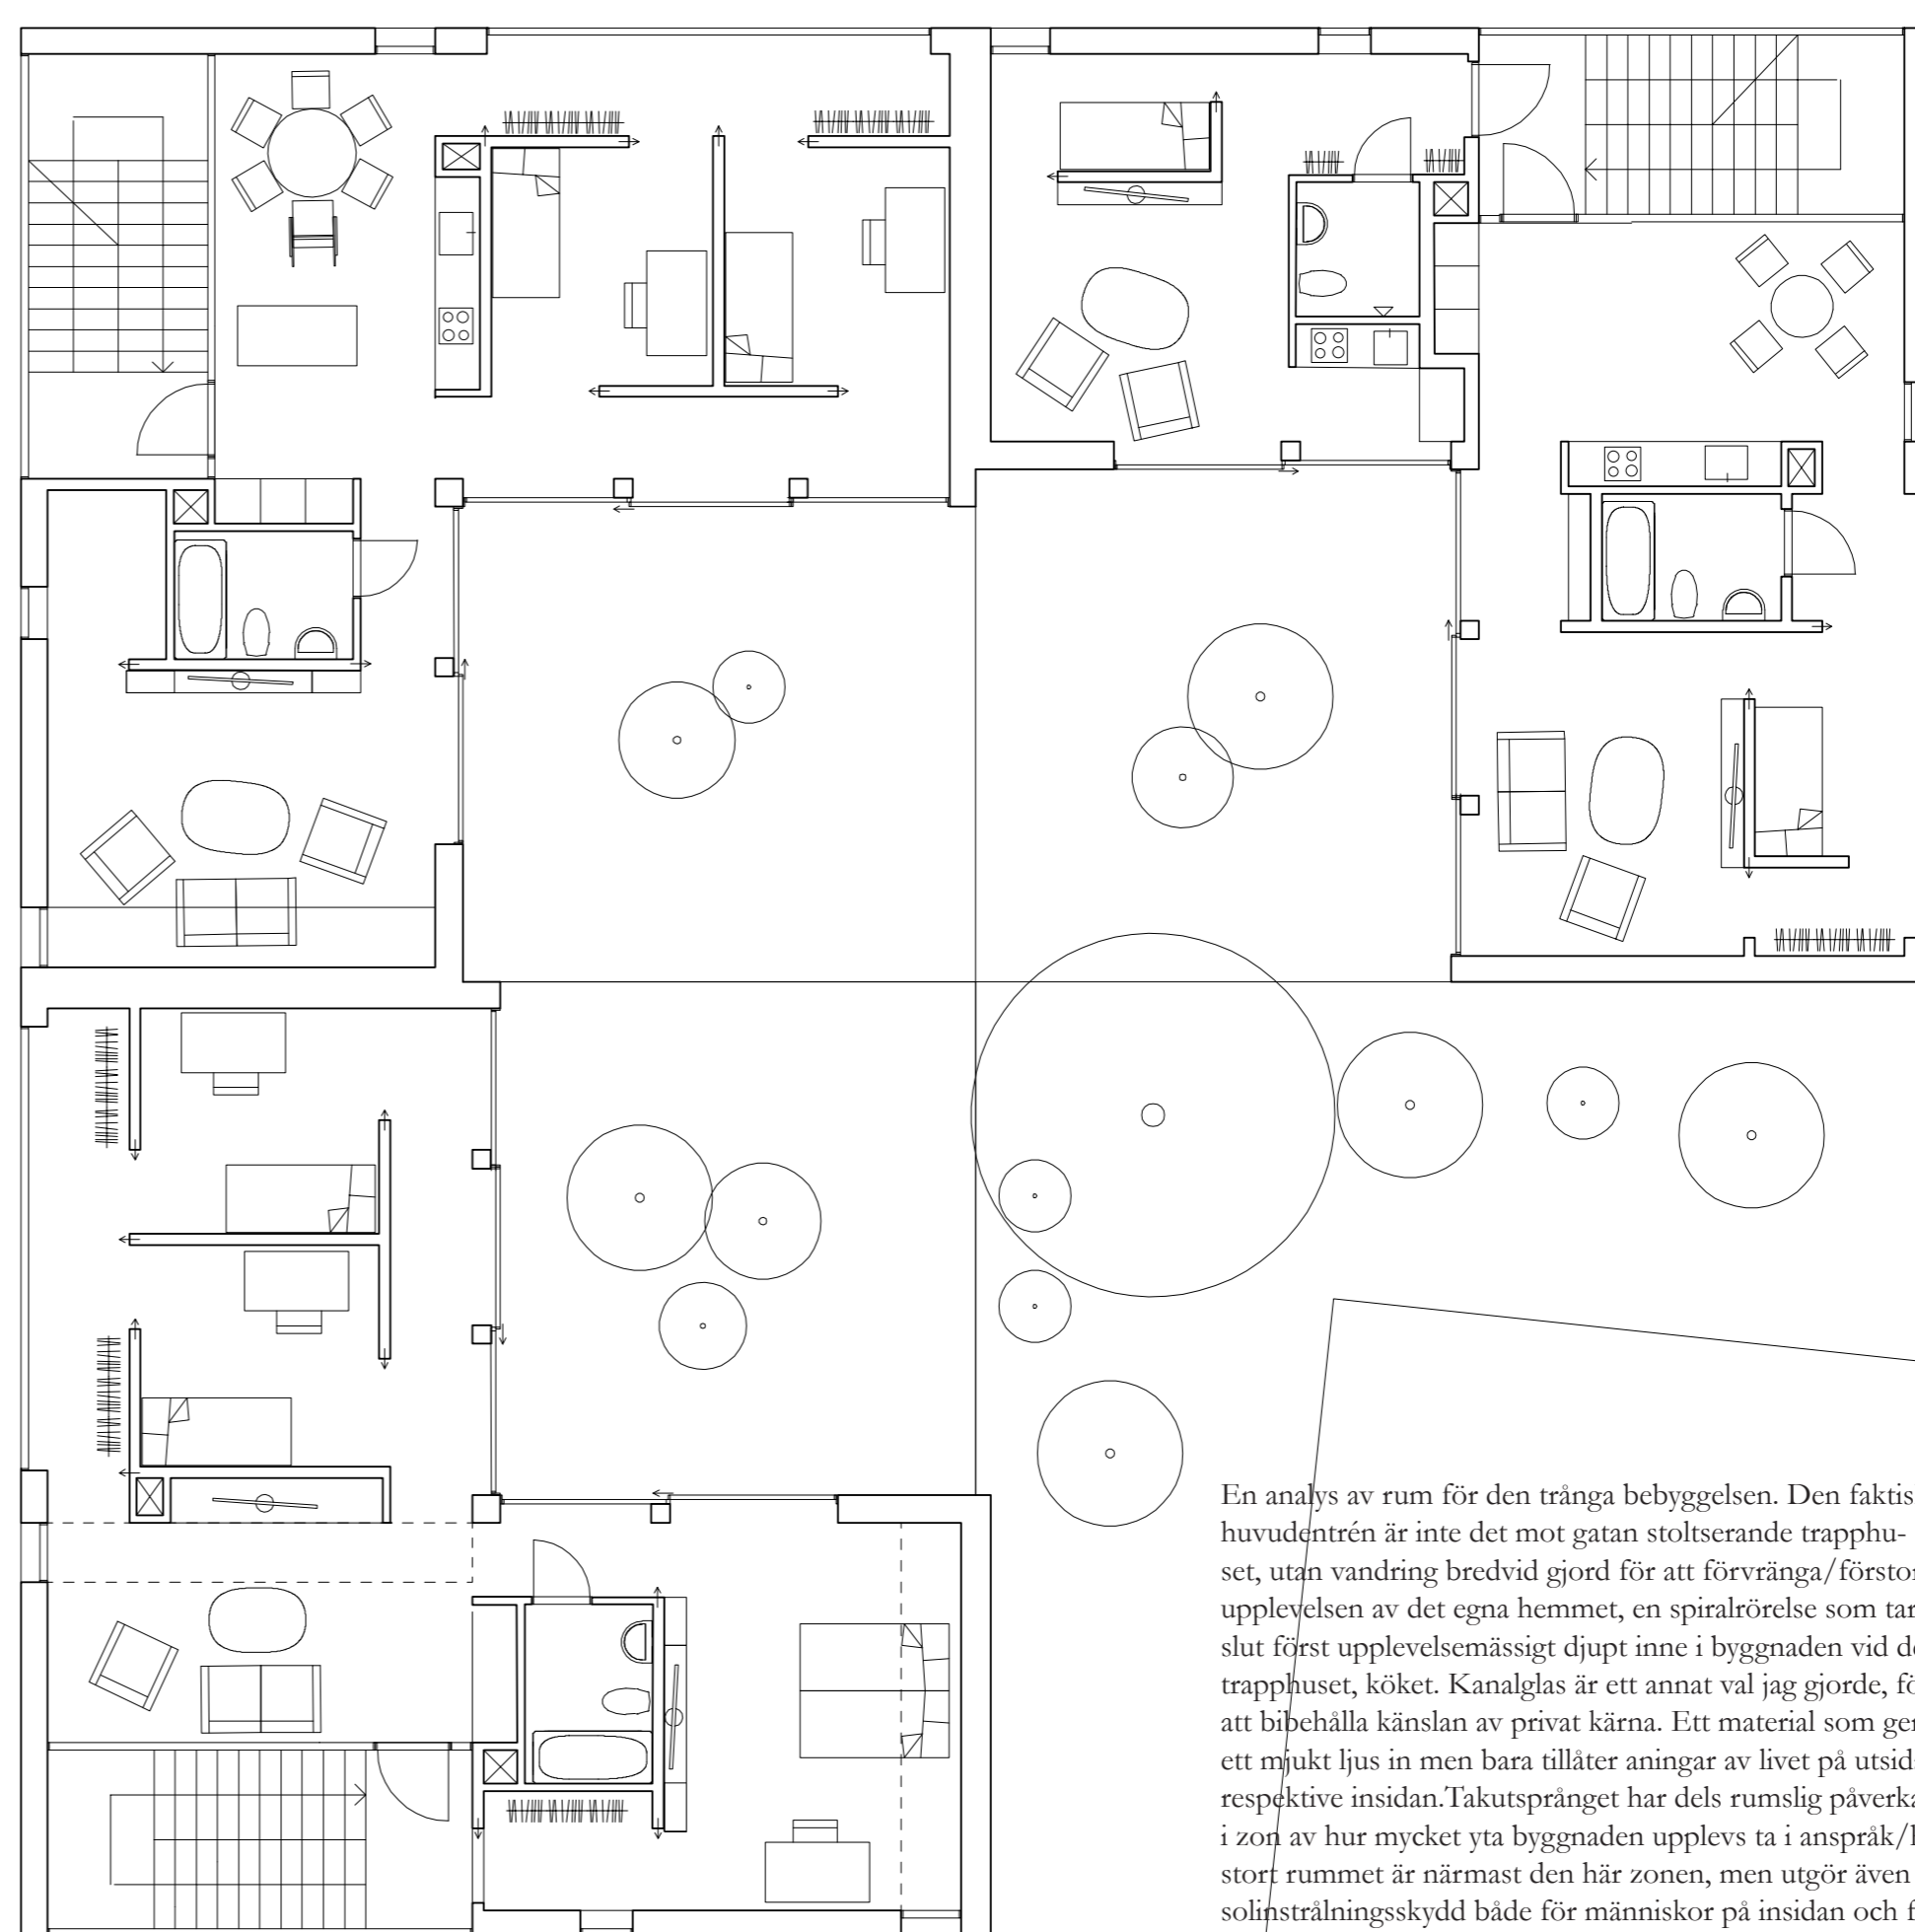 En analys av rum för den trånga bebyggelsen. Den faktis
huvudentrén är inte det mot gatan stoltserande trapphu-
set, utan vandring bredvid gjord för att förvränga/förstor
upplevelsen av det egna hemmet, en spiralrörelse som tar
slut först upplevelsemässigt djupt inne i byggnaden vid de
trapphuset, köket. Kanalglas är ett annat val jag gjorde, fö
att bibehålla känslan av privat kärna. Ett material som ger
ett mjukt ljus in men bara tillåter aningar av livet på utsid
respektive insidan.Takutsprånget har dels rumslig påverka
i zon av hur mycket yta byggnaden upplevs ta i anspråk/
stort rummet är närmast den här zonen, men utgör även
solinstrålningsskydd både för människor på insidan och f